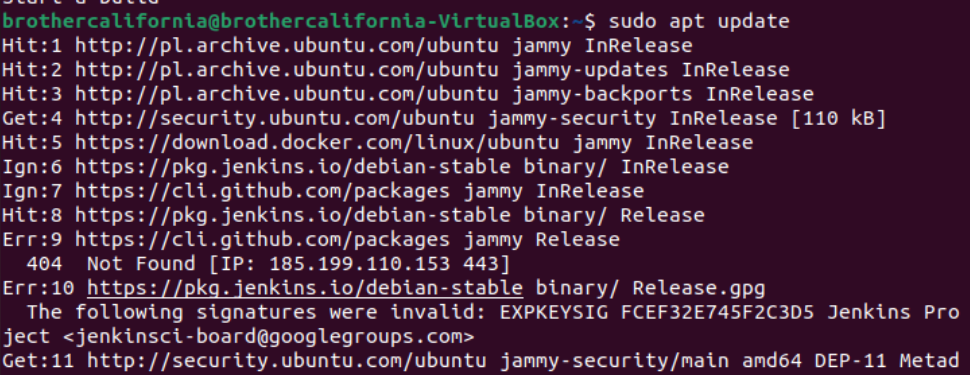 Start a build
brothercalifornia@brothercalifornia-VirtualBox:~$ sudo apt update
Hit:1 http://pl.archive.ubuntu.com/ubuntu jammy InRelease
Hit:2 http://pl.archive.ubuntu.com/ubuntu jammy-updates InRelease
Hit:3 http://pl.archive.ubuntu.com/ubuntu jammy-backports InRelease
Get:4 http://security.ubuntu.com/ubuntu jammy-security InRelease [110 kB]
Hit:5 https://download.docker.com/linux/ubuntu jammy InRelease
Ign:6 https://pkg.jenkins.io/debian-stable binary/ InRelease
Ign:7 https://cli.github.com/packages jammy InRelease
Hit:8 https://pkg.jenkins.io/debian-stable binary/ Release
Err:9 https://cli.github.com/packages jammy Release
  404  Not Found [IP: 185.199.110.153 443]
Err:10 https://pkg.jenkins.io/debian-stable binary/ Release.gpg
  The following signatures were invalid: EXPKEYSIG FCEF32E745F2C3D5 Jenkins Pro
ject <jenkinsci-board@googlegroups.com>
Get:11 http://security.ubuntu.com/ubuntu jammy-security/main amd64 DEP-11 Metad